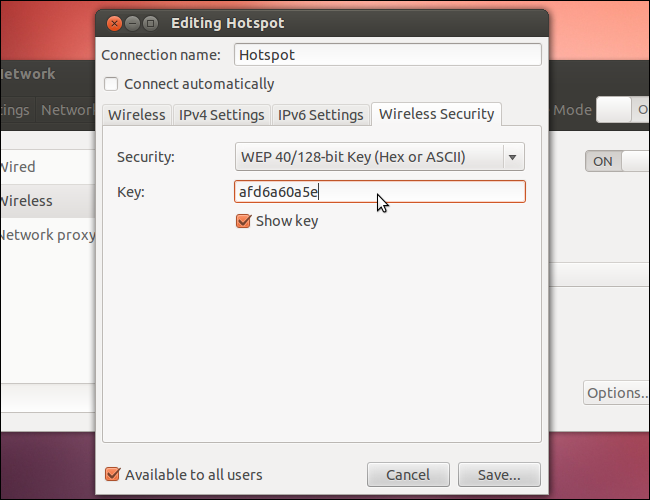 Editing Hotspot
Connection name: Hotspot
Connect automatically
Network
tings Network Mode O
Wireless IPv4 Settings IPv6 Settings Wireless Security
Security: WEP 40/128-bit Key (Hex or ASCII)
Wired ON
Key: afd6a60a5e
Wireless
Show key
Network proxy
Options...
Available to all users Cancel Save...